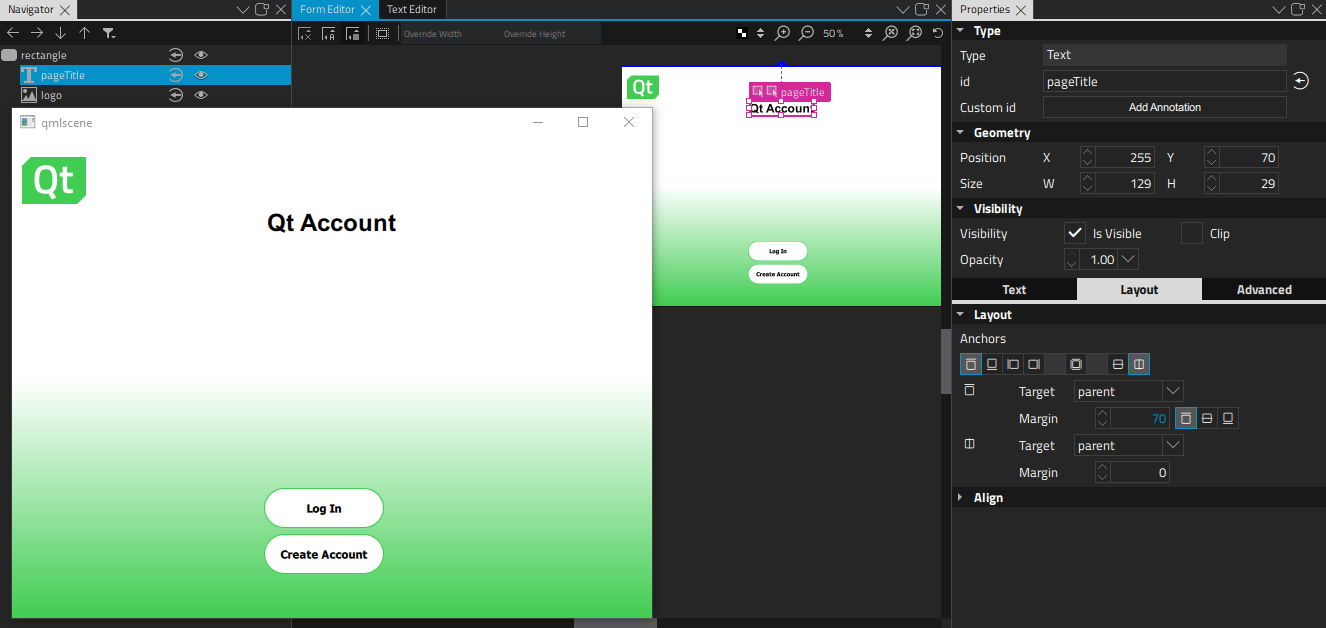 Navigator
Form Editor
Text Editor
Properties
Override Width
Override Height
50 %
rectangle
pageTitle
logo
qmlscene
Qt
Qt Account
Log In
Create Account
Qt
pageTitle
Qt Account
Log In
Create Account
Type
Type Text
id pageTitle
Custom id Add Annotation
Geometry
Position X 255 Y 70
Size W 129 H 29
Visibility
Visibility Is Visible Clip
Opacity 1.00
Text Layout Advanced
Layout
Anchors
Target parent
Margin 70
Target parent
Margin 0
Align